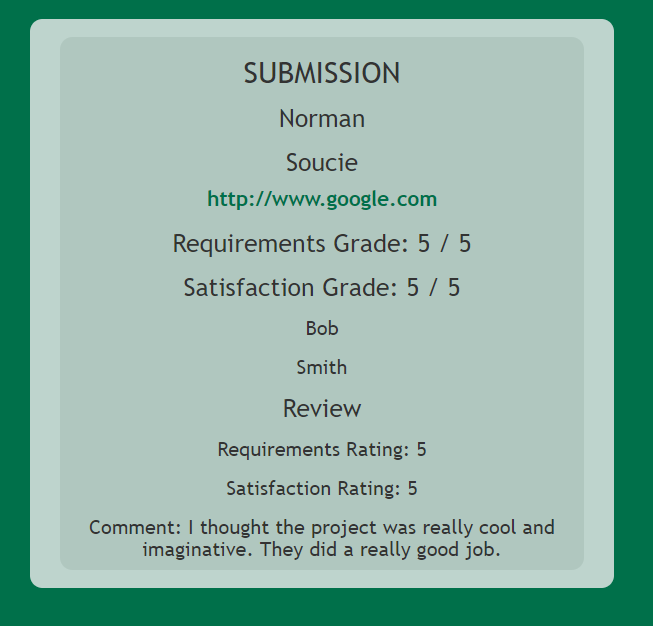 SUBMISSION
Norman
Soucie
http://www.google.com
Requirements Grade: 5 / 5
Satisfaction Grade: 5 / 5
Bob
Smith
Review
Requirements Rating: 5
Satisfaction Rating: 5
Comment: I thought the project was really cool and
imaginative. They did a really good job.